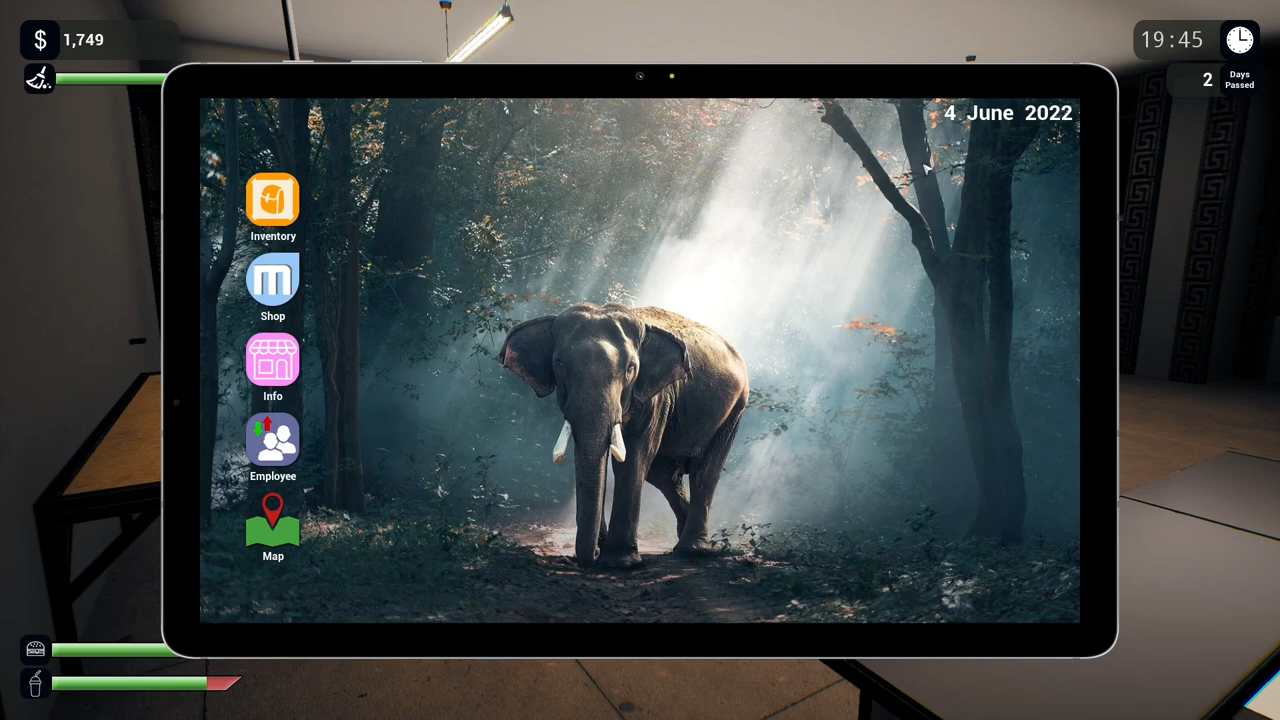 $ 1,749
19:45
2 Days Passed
4 June 2022
Inventory
Shop
Info
Employee
Map